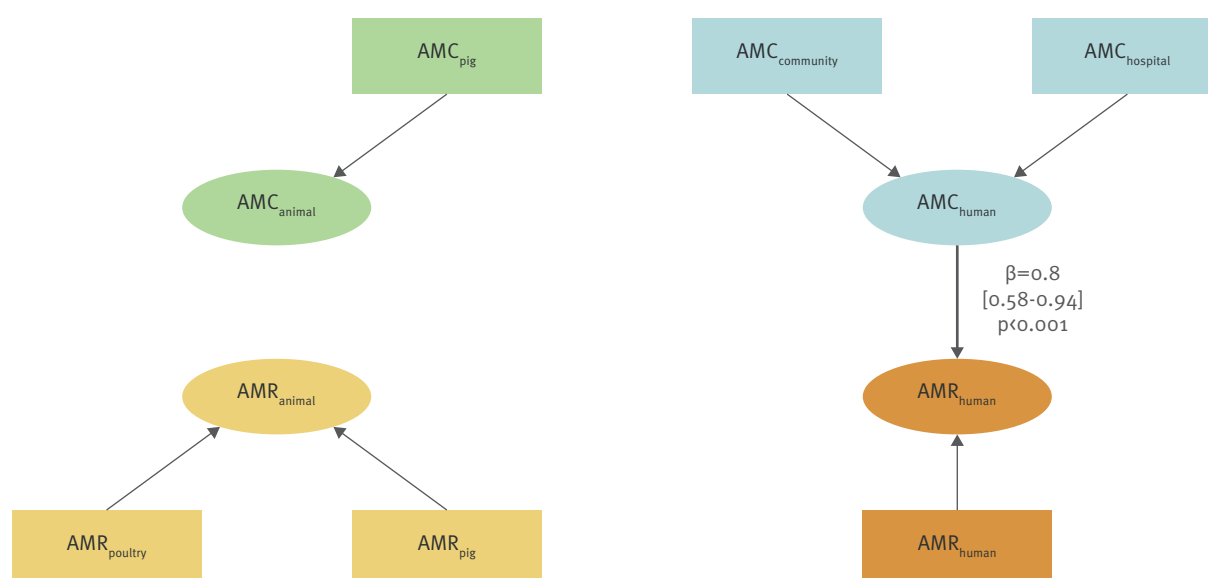 AMCpig
AMCcommunity
AMChospital
AMCanimal
AMChuman
β=0.8
[0.58-0.94]
p<0.001
AMRanimal
AMRhuman
AMRpoultry
AMRpig
AMRhuman